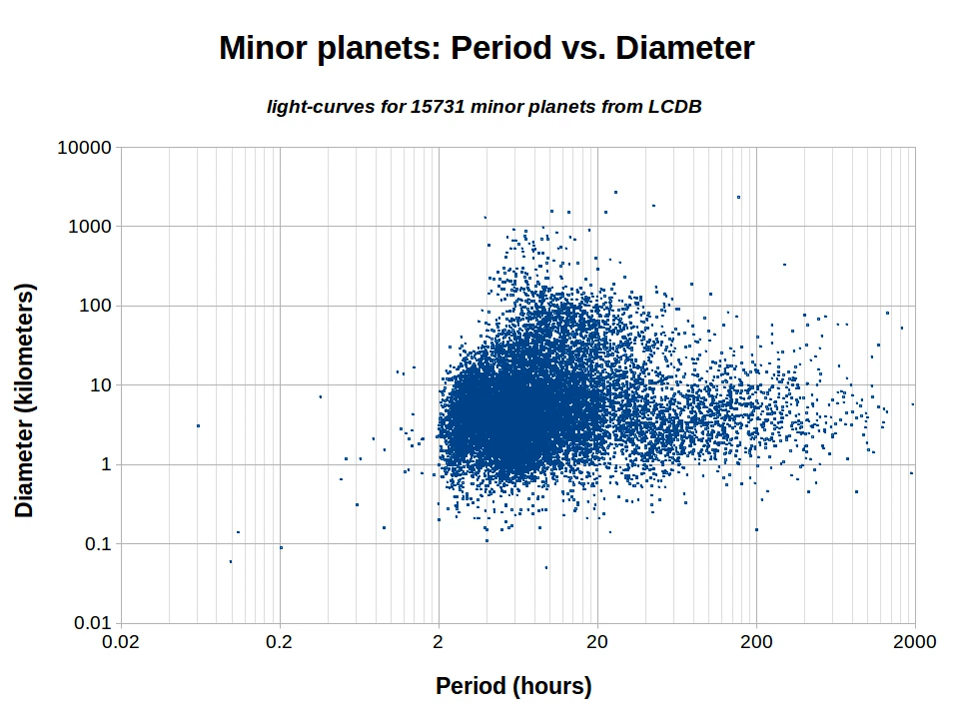 Minor planets: Period vs. Diameter
light-curves for 15731 minor planets from LCDB
10000
1000
100
10
1
0.1
0.01
Diameter (kilometers)
0.02 0.2 2 20 200 2000
Period (hours)